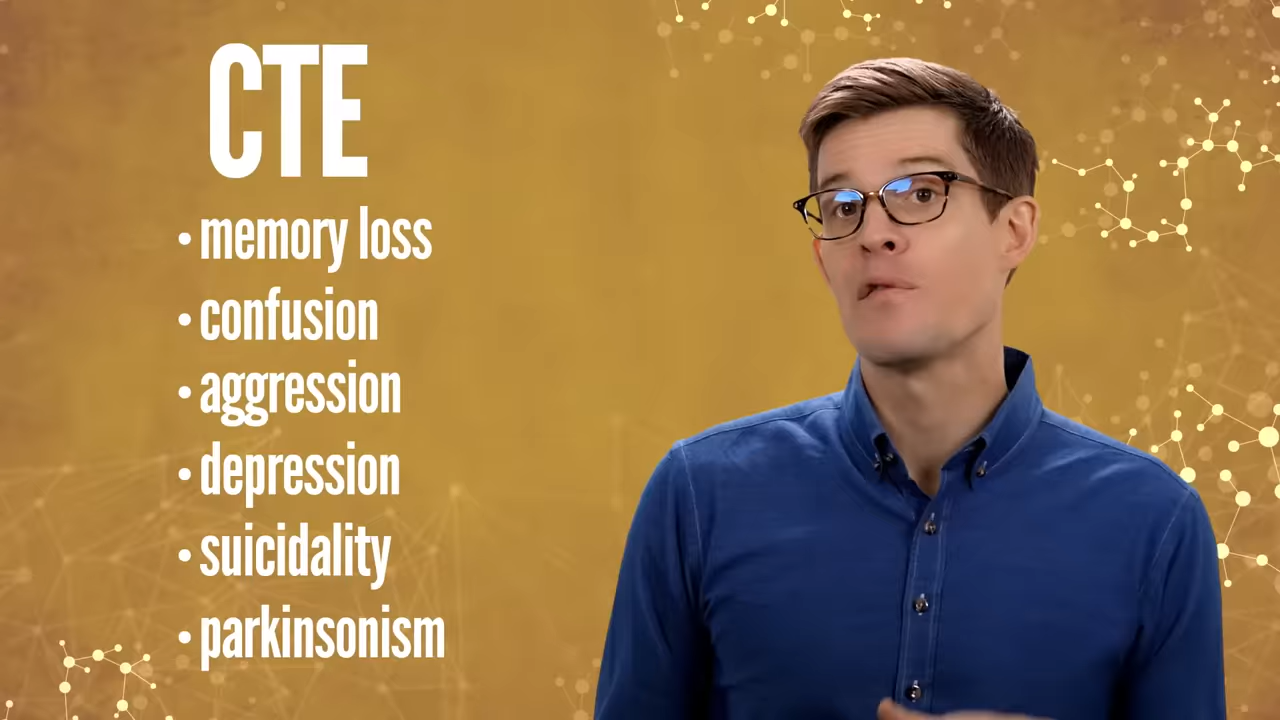 CTE
• memory loss
• confusion
• aggression
• depression
• suicidality
• parkinsonism